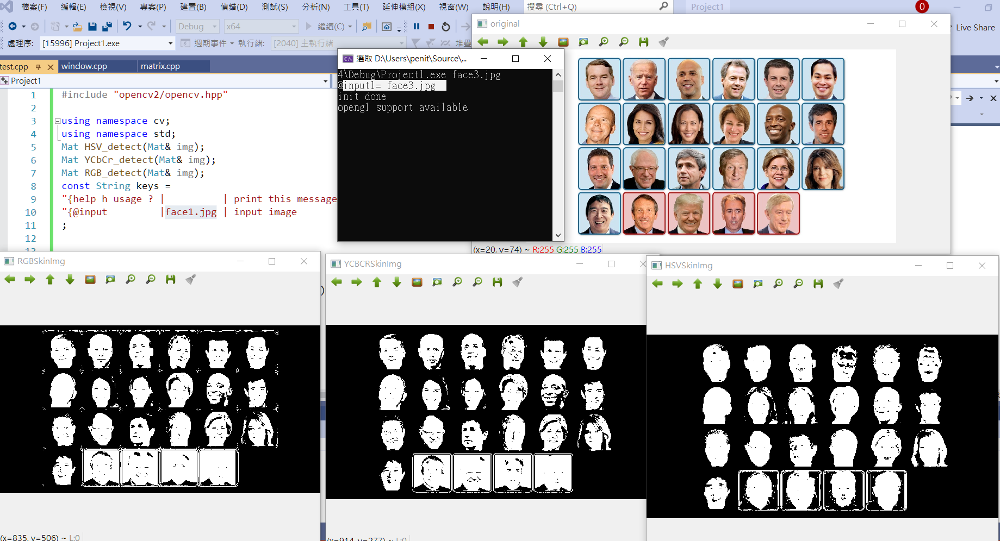 檔案(F) 編輯(E) 檢視(V) 專案(P) 建置(B) 偵錯(D) 測試(S) 分析(N) 工具(T) 延伸模組(X) 視窗(W) 說明(H) 搜尋 (Ctrl+Q) Project1 0
Debug x64 繼續(C) Live Share
處理序: [15996] Project1.exe 週期事件 執行緒: [2040] 主執行緒 堆疊
test.cpp window.cpp matrix.cpp
Project1
1 #include "opencv2/opencv.hpp"
2
3 using namespace cv;
4 using namespace std;
5 Mat HSV_detect(Mat& img);
6 Mat YCbCr_detect(Mat& img);
7 Mat RGB_detect(Mat& img);
8 const String keys =
9 "{help h usage ? | | print this message
10 "{@input |face1.jpg | input image
11 ;
12
13
選取 D:\Users\penit\Source\...
4\Debug\Project1.exe face3.jpg
@input1= face3.jpg
init done
opengl support available
original
(x=20, y=74) ~ R:255 G:255 B:255
RGBSkinImg
(x=835, y=506) ~ L:0
YCBCRSkinImg
)
(x=914, y=277) ~ L:0
HSVSkinImg